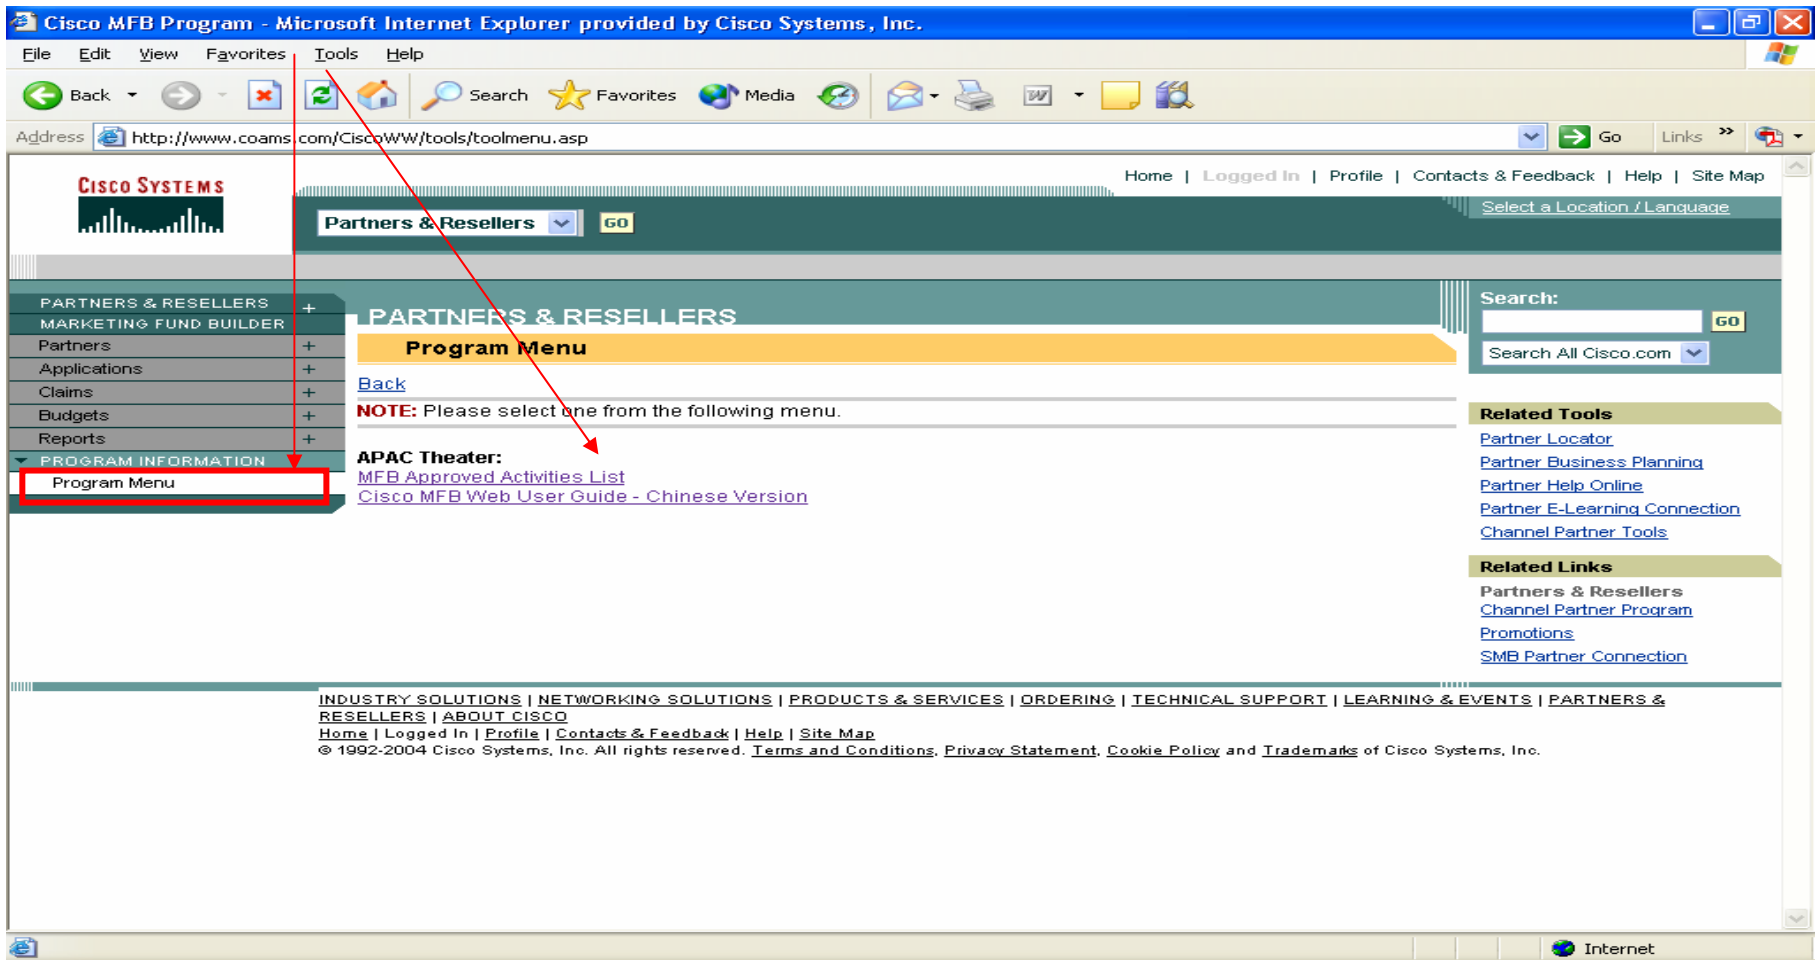 Cisco MFB Program - Microsoft Internet Explorer provided by Cisco Systems, Inc.
File Edit View Favorites Tools Help
Back Search Favorites Media
Address http://www.coams.com/CiscoWW/tools/toolmenu.asp Go Links »
CISCO SYSTEMS
Home | Logged In | Profile | Contacts & Feedback | Help | Site Map
Select a Location / Language
Partners & Resellers GO
PARTNERS & RESELLERS +
MARKETING FUND BUILDER
Partners +
Applications +
Claims +
Budgets +
Reports +
PROGRAM INFORMATION
Program Menu
PARTNERS & RESELLERS
Program Menu
Back
NOTE: Please select one from the following menu.
APAC Theater:
MFB Approved Activities List
Cisco MFB Web User Guide - Chinese Version
Search:
GO
Search All Cisco.com
Related Tools
Partner Locator
Partner Business Planning
Partner Help Online
Partner E-Learning Connection
Channel Partner Tools
Related Links
Partners & Resellers
Channel Partner Program
Promotions
SMB Partner Connection
INDUSTRY SOLUTIONS | NETWORKING SOLUTIONS | PRODUCTS & SERVICES | ORDERING | TECHNICAL SUPPORT | LEARNING & EVENTS | PARTNERS &
RESELLERS | ABOUT CISCO
Home | Logged In | Profile | Contacts & Feedback | Help | Site Map
© 1992-2004 Cisco Systems, Inc. All rights reserved. Terms and Conditions, Privacy Statement, Cookie Policy and Trademarks of Cisco Systems, Inc.
Internet